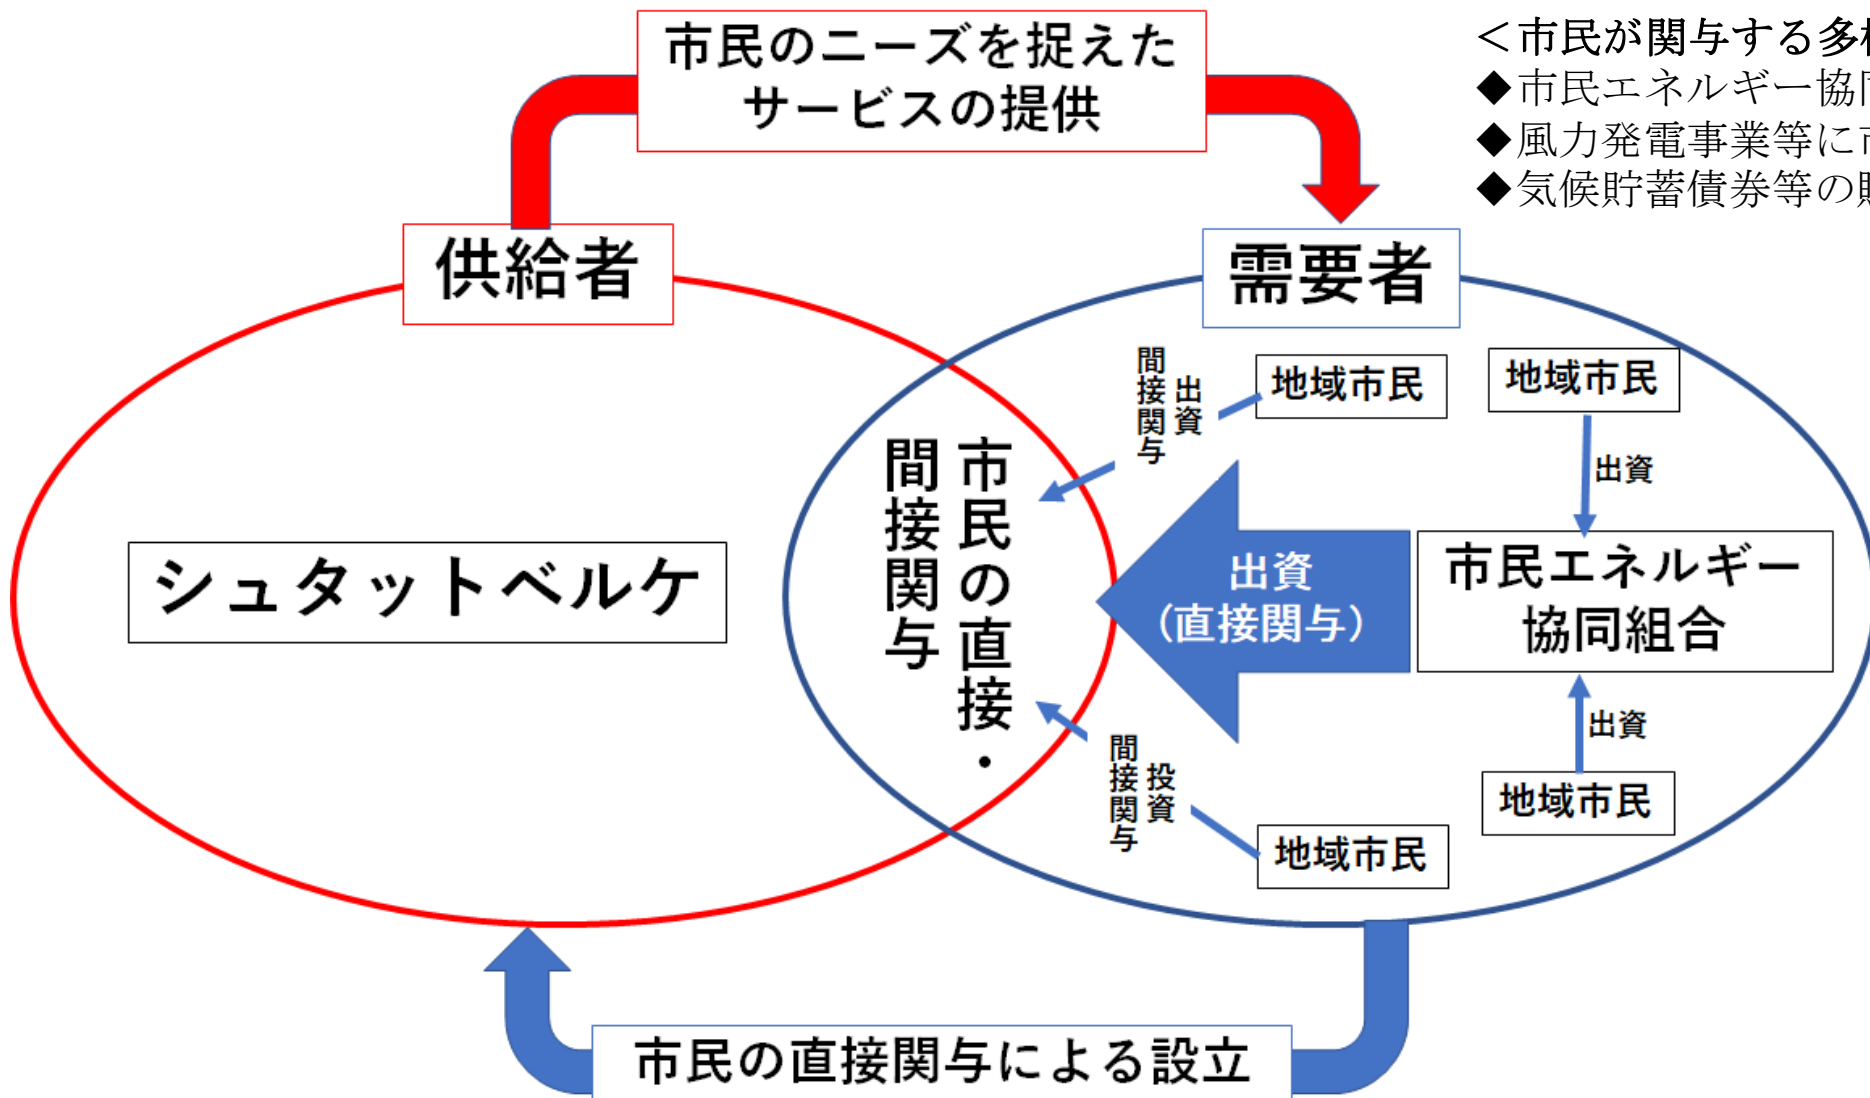 市民のニーズを捉えた
サービスの提供
＜市民が関与する多
◆市民エネルギー協
◆風力発電事業等に
◆気候貯蓄債券等の
供給者
需要者
地域市民
地域市民
出資
間接関与
出資
市民の直接・
間接関与
シュタットベルケ
出資
（直接関与）
市民エネルギー
協同組合
出資
投資
間接関与
地域市民
地域市民
市民の直接関与による設立